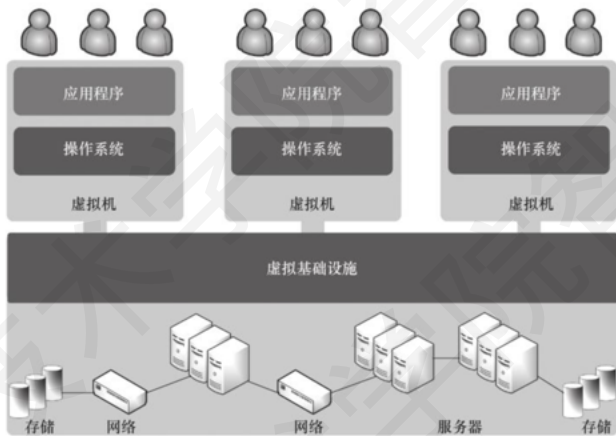 应用程序 应用程序 应用程序
操作系统 操作系统 操作系统
虚拟机 虚拟机 虚拟机
虚拟基础设施
存储 网络 网络 服务器 存储